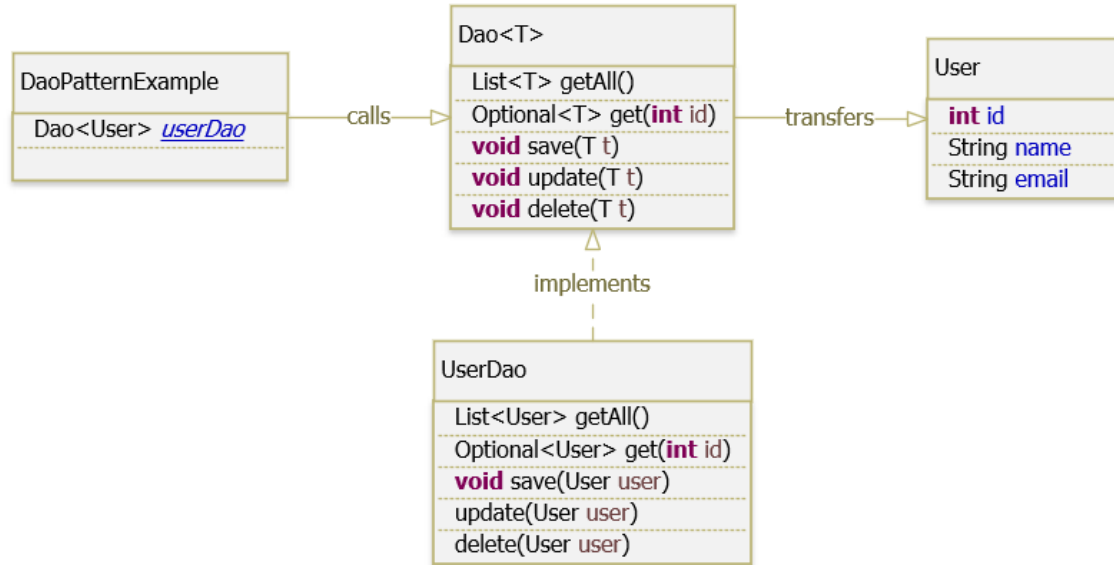 DaoPatternExample
Dao<User> userDao
calls
Dao<T>
List<T> getAll()
Optional<T> get(int id)
void save(T t)
void update(T t)
void delete(T t)
transfers
User
int id
String name
String email
implements
UserDao
List<User> getAll()
Optional<User> get(int id)
void save(User user)
update(User user)
delete(User user)